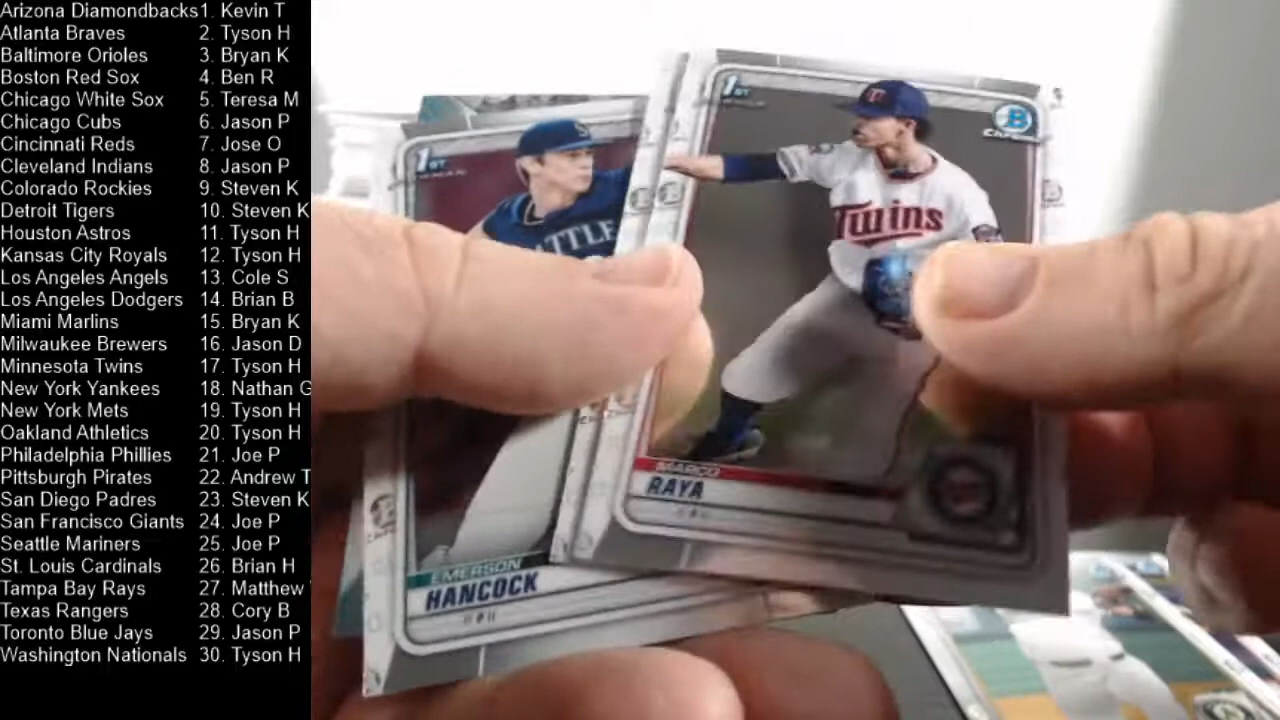 Arizona Diamondbacks 1. Kevin T
Atlanta Braves 2. Tyson H
Baltimore Orioles 3. Bryan K
Boston Red Sox 4. Ben R
Chicago White Sox 5. Teresa M
Chicago Cubs 6. Jason P
Cincinnati Reds 7. Jose O
Cleveland Indians 8. Jason P
Colorado Rockies 9. Steven K
Detroit Tigers 10. Steven K
Houston Astros 11. Tyson H
Kansas City Royals 12. Tyson H
Los Angeles Angels 13. Cole S
Los Angeles Dodgers 14. Brian B
Miami Marlins 15. Bryan K
Milwaukee Brewers 16. Jason D
Minnesota Twins 17. Tyson H
New York Yankees 18. Nathan G
New York Mets 19. Tyson H
Oakland Athletics 20. Tyson H
Philadelphia Phillies 21. Joe P
Pittsburgh Pirates 22. Andrew T
San Diego Padres 23. Steven K
San Francisco Giants 24. Joe P
Seattle Mariners 25. Joe P
St. Louis Cardinals 26. Brian H
Tampa Bay Rays 27. Matthew
Texas Rangers 28. Cory B
Toronto Blue Jays 29. Jason P
Washington Nationals 30. Tyson H
1ST
B
T
Twins
MARCO
RAYA
1ST
S
ATTLE
EMERSON
HANCOCK